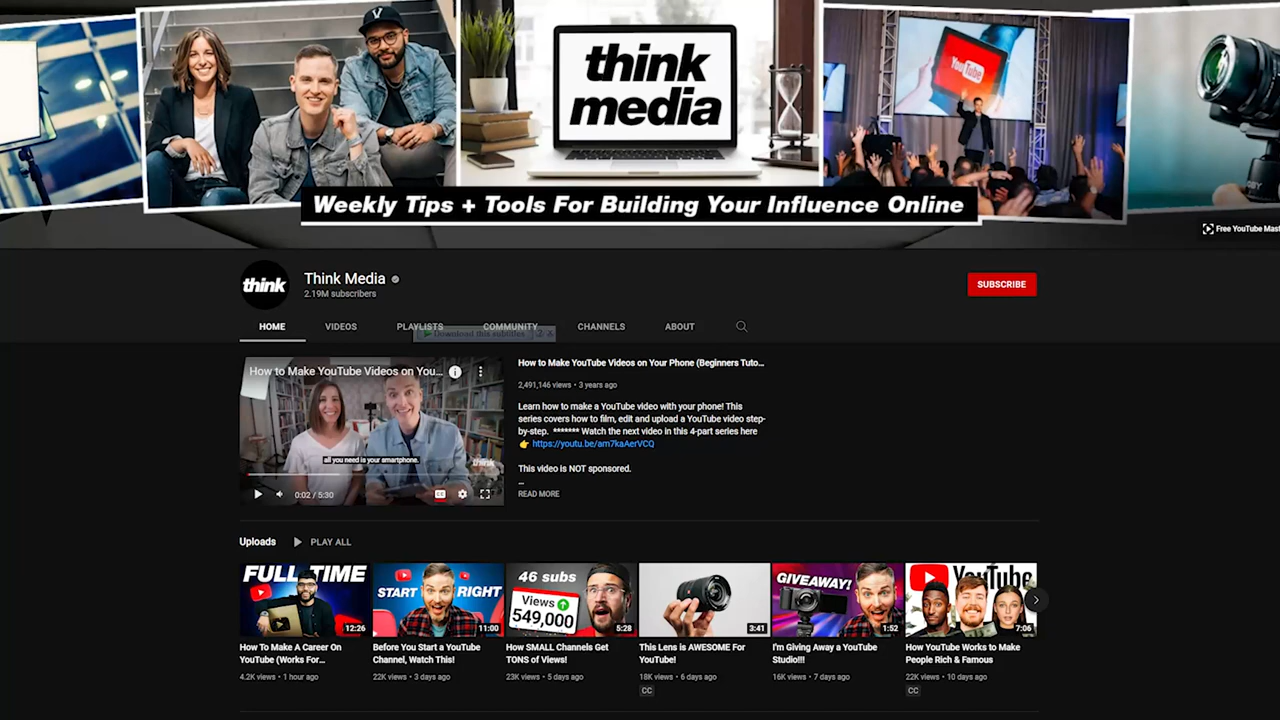 think
media
YouTube
Weekly Tips + Tools For Building Your Influence Online
Free YouTube Mast
think
Think Media
2.19M subscribers
SUBSCRIBE
HOME VIDEOS PLAYLISTS COMMUNITY CHANNELS ABOUT
Download this subtitles
How to Make YouTube Videos on You...
all you need is your smartphone.
think
0:02 / 5:30
How to Make YouTube Videos on Your Phone (Beginners Tuto...
2,491,146 views • 3 years ago
Learn how to make a YouTube video with your phone! This
series covers how to film, edit and upload a YouTube video step-
by-step. ******* Watch the next video in this 4-part series here
👉 https://youtu.be/am7kaAerVCQ
This video is NOT sponsored.
...
READ MORE
Uploads PLAY ALL
FULL TIME
12:26
START RIGHT
11:00
46 subs
Views
549,000
5:28
3:41
GIVEAWAY!
1:52
YouTube
7:06
How To Make A Career On
YouTube (Works For...
4.2K views • 1 hour ago
Before You Start a YouTube
Channel, Watch This!
22K views • 3 days ago
How SMALL Channels Get
TONS of Views!
23K views • 5 days ago
This Lens is AWESOME For
YouTube!
18K views • 6 days ago
CC
I'm Giving Away a YouTube
Studio!!!
16K views • 7 days ago
How YouTube Works to Make
People Rich & Famous
22K views • 10 days ago
CC